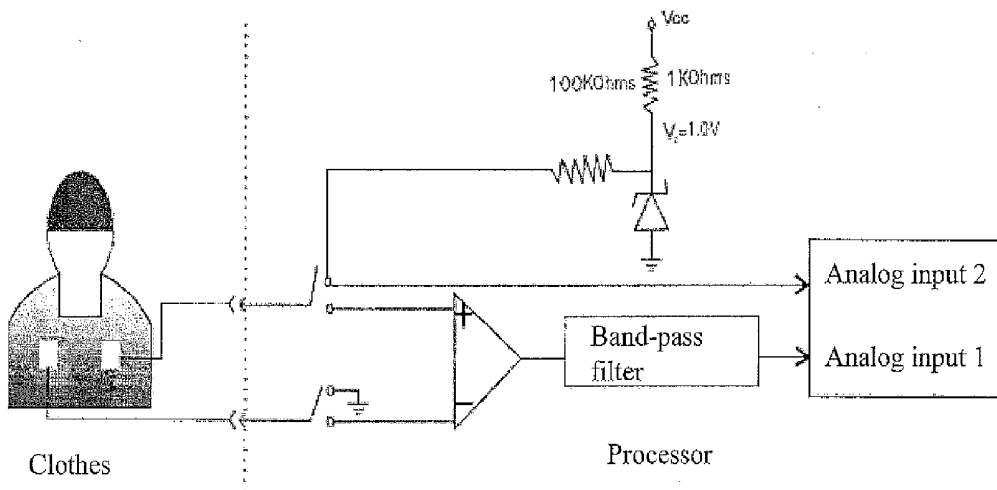 Vcc
100KOhms
1KOhms
Vz=1.0V
Analog input 2
+
Band-pass
filter
Analog input 1
−
Clothes
Processor